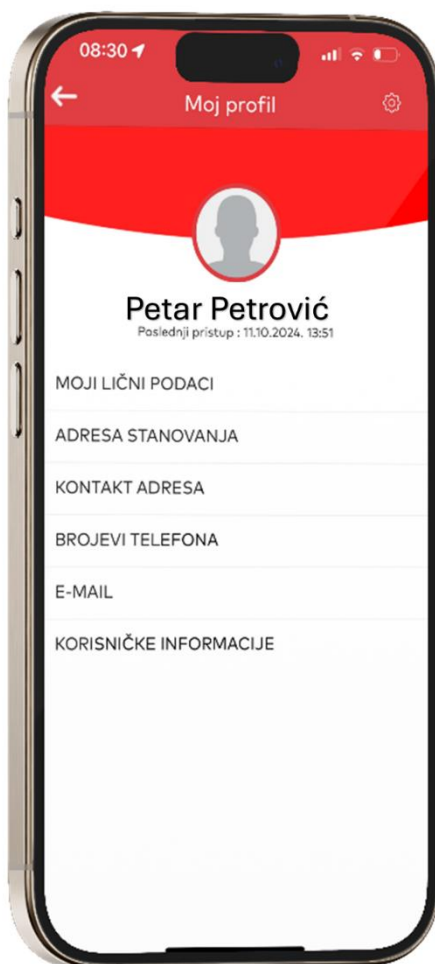 08:30
Moj profil
Petar Petrović
Poslednji pristup : 11.10.2024. 13:51
MOJI LIČNI PODACI
ADRESA STANOVANJA
KONTAKT ADRESA
BROJEVI TELEFONA
E-MAIL
KORISNIČKE INFORMACIJE